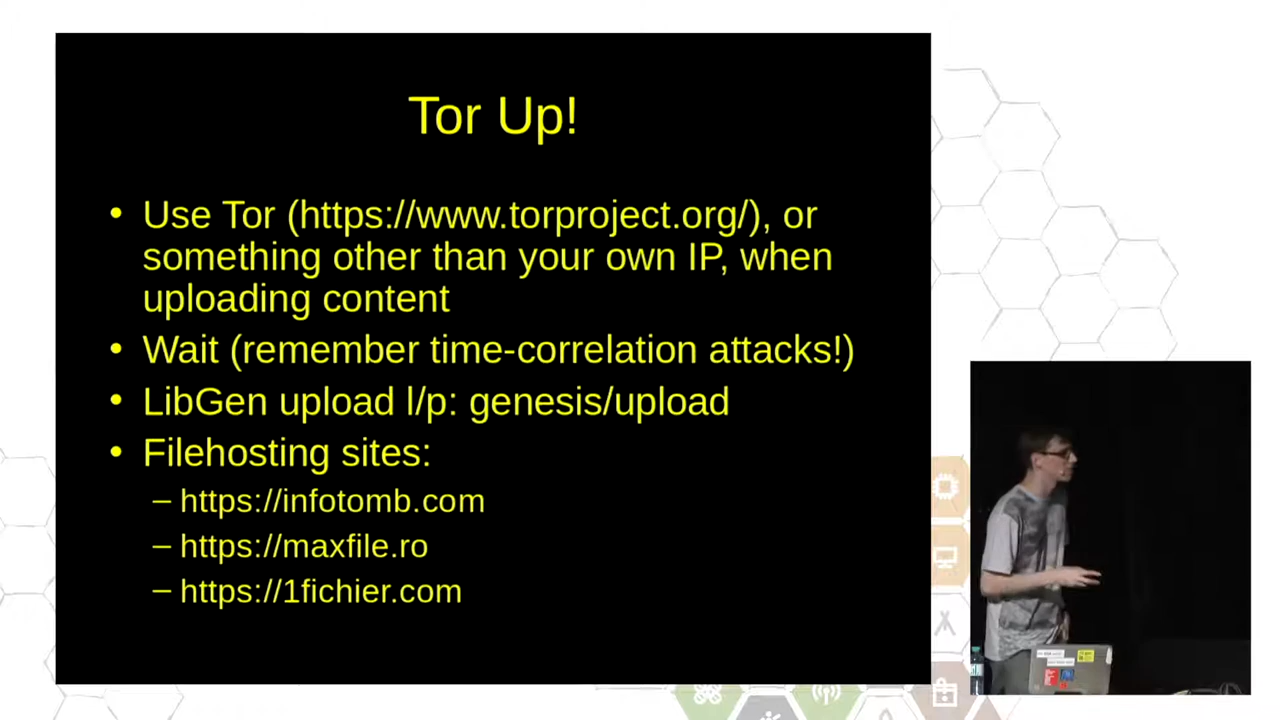 Tor Up!
• Use Tor (https://www.torproject.org/), or
something other than your own IP, when
uploading content
• Wait (remember time-correlation attacks!)
• LibGen upload l/p: genesis/upload
• Filehosting sites:
– https://infotomb.com
– https://maxfile.ro
– https://1fichier.com